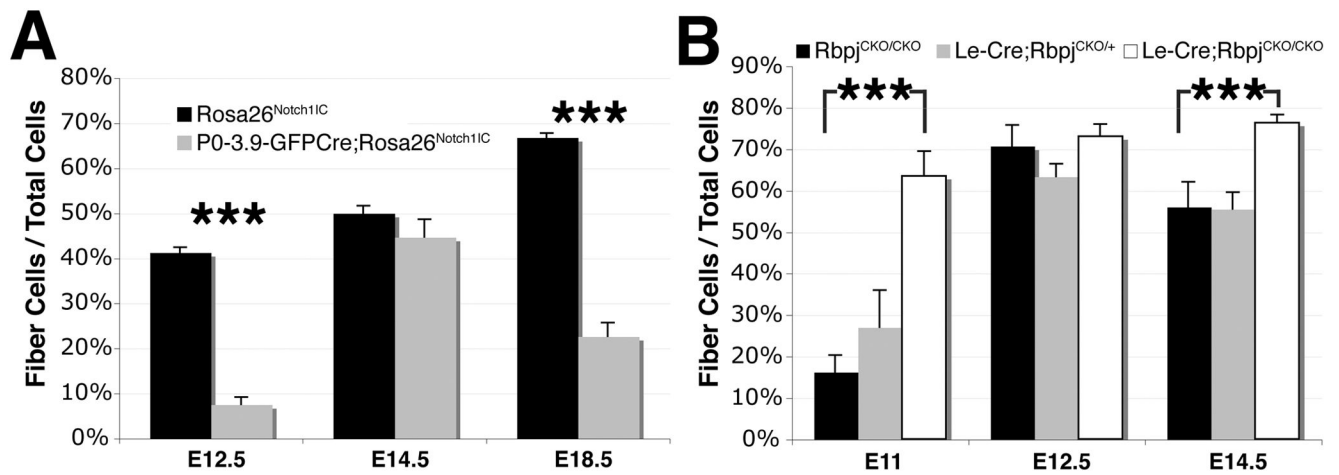 A
Fiber Cells / Total Cells
80%
70%
60%
50%
40%
30%
20%
10%
0%
Rosa26Notch1IC
P0-3.9-GFPCre;Rosa26Notch1IC
***
***
E12.5 E14.5 E18.5
B
RbpjCKO/CKO Le-Cre;RbpjCKO/+ Le-Cre;RbpjCKO/CKO
Fiber Cells / Total Cells
90%
80%
70%
60%
50%
40%
30%
20%
10%
0%
*** ***
E11 E12.5 E14.5